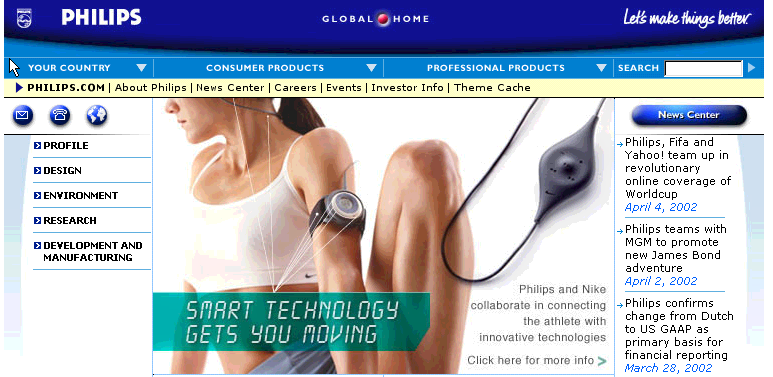 PHILIPS
GLOBAL HOME
Let's make things better.
YOUR COUNTRY
CONSUMER PRODUCTS
PROFESSIONAL PRODUCTS
SEARCH
PHILIPS.COM | About Philips | News Center | Careers | Events | Investor Info | Theme Cache
PROFILE
DESIGN
ENVIRONMENT
RESEARCH
DEVELOPMENT AND
MANUFACTURING
SMART TECHNOLOGY
GETS YOU MOVING
Philips and Nike
collaborate in connecting
the athlete with
innovative technologies
Click here for more info >
News Center
Philips, Fifa and
Yahoo! team up in
revolutionary
online coverage of
Worldcup
April 4, 2002
Philips teams with
MGM to promote
new James Bond
adventure
April 2, 2002
Philips confirms
change from Dutch
to US GAAP as
primary basis for
financial reporting
March 28, 2002